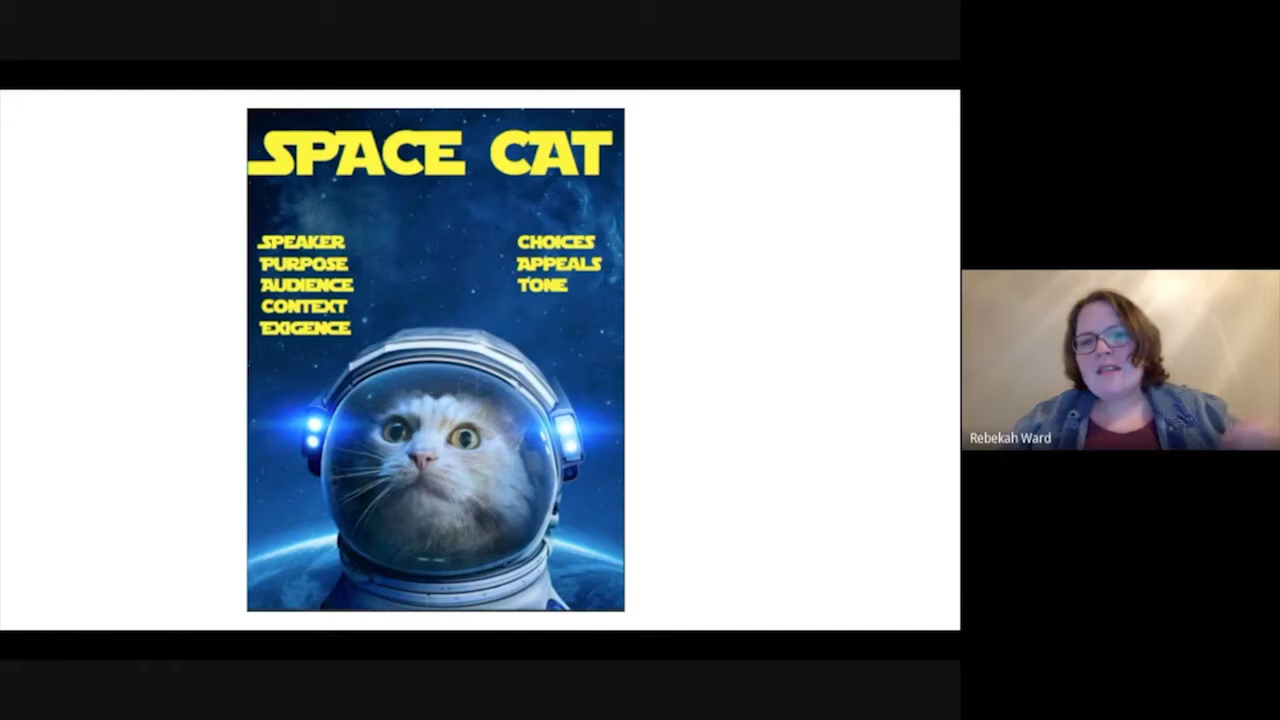 SPACE CAT
SPEAKER
PURPOSE
AUDIENCE
CONTEXT
EXIGENCE
CHOICES
APPEALS
TONE
Rebekah Ward